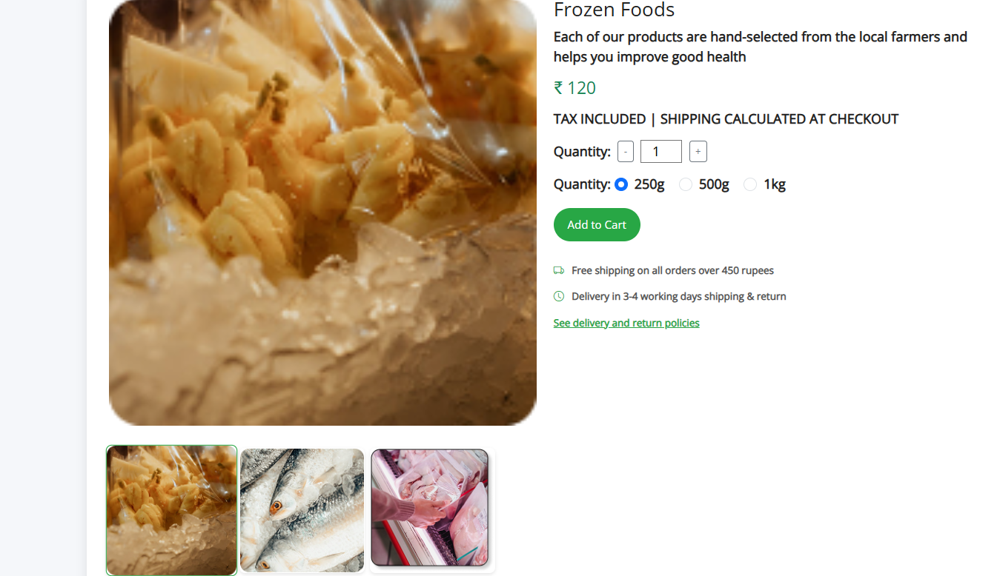 Frozen Foods
Each of our products are hand-selected from the local farmers and
helps you improve good health
₹ 120
TAX INCLUDED | SHIPPING CALCULATED AT CHECKOUT
Quantity: - 1 +
Quantity: 250g 500g 1kg
Add to Cart
Free shipping on all orders over 450 rupees
Delivery in 3-4 working days shipping & return
See delivery and return policies